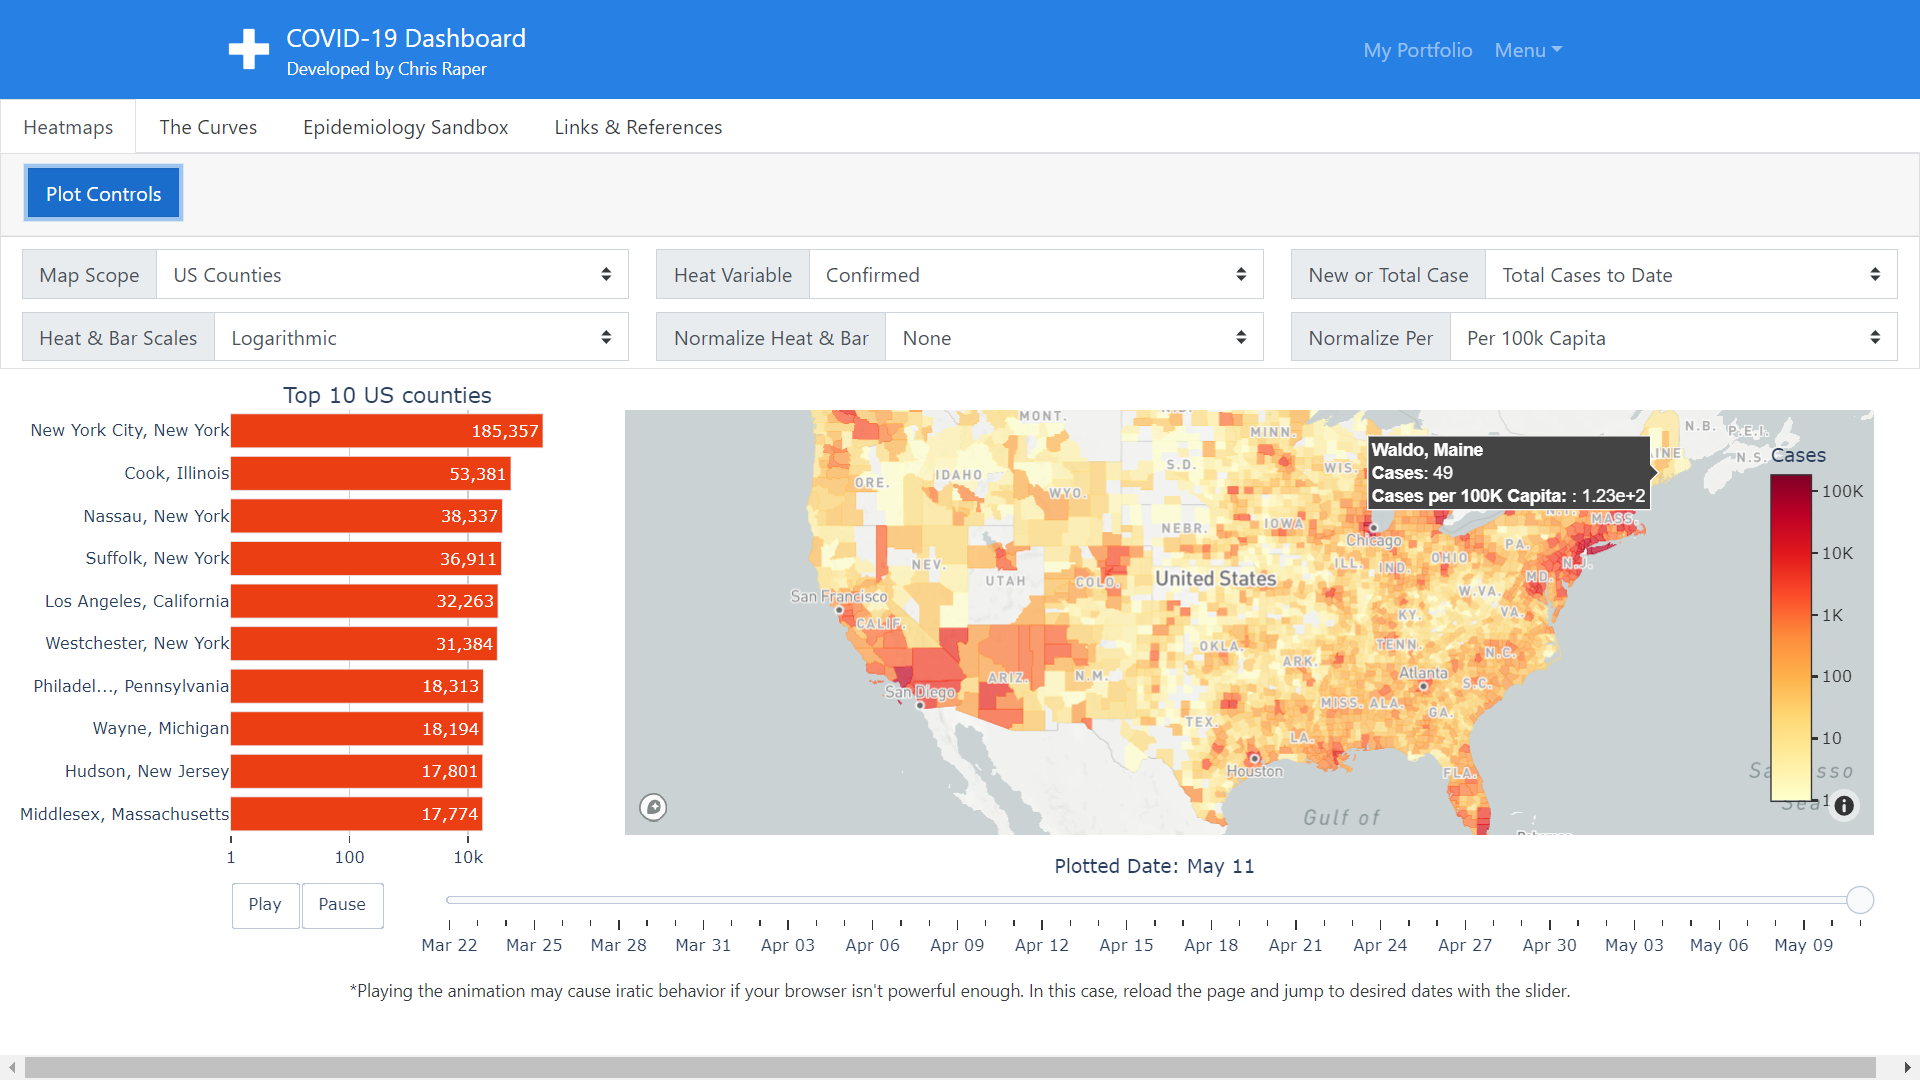 COVID-19 Dashboard
Developed by Chris Raper
My Portfolio
Menu
Heatmaps
The Curves
Epidemiology Sandbox
Links & References
Plot Controls
Map Scope
US Counties
Heat Variable
Confirmed
New or Total Case
Total Cases to Date
Heat & Bar Scales
Logarithmic
Normalize Heat & Bar
None
Normalize Per
Per 100k Capita
Top 10 US counties
New York City, New York
185,357
Cook, Illinois
53,381
Nassau, New York
38,337
Suffolk, New York
36,911
Los Angeles, California
32,263
Westchester, New York
31,384
Philadel..., Pennsylvania
18,313
Wayne, Michigan
18,194
Hudson, New Jersey
17,801
Middlesex, Massachusetts
17,774
1
100
10k
MONT.
MINN.
N.B.
P.E.I.
N.S.
Waldo, Maine
Cases: 49
Cases per 100K Capita: : 1.23e+2
INE
Cases
100K
10K
1K
100
10
1
IDAHO
S.D.
WIS.
ORE.
WYO.
NEBR.
IOWA
MASS.
Chicago
NEV.
UTAH
COLO.
United States
ILL.
IND.
OHIO
PA.
N.J.
MD.
San Francisco
CALIF.
W.VA.
KY.
VA.
OKLA.
TENN.
N.C.
ARIZ.
N.M.
ARK.
Atlanta
S.C.
San Diego
MISS.
ALA.
GA.
TEX.
LA.
Houston
FLA.
Gulf of
Sea
Plotted Date: May 11
Play
Pause
Mar 22
Mar 25
Mar 28
Mar 31
Apr 03
Apr 06
Apr 09
Apr 12
Apr 15
Apr 18
Apr 21
Apr 24
Apr 27
Apr 30
May 03
May 06
May 09
*Playing the animation may cause iratic behavior if your browser isn't powerful enough. In this case, reload the page and jump to desired dates with the slider.